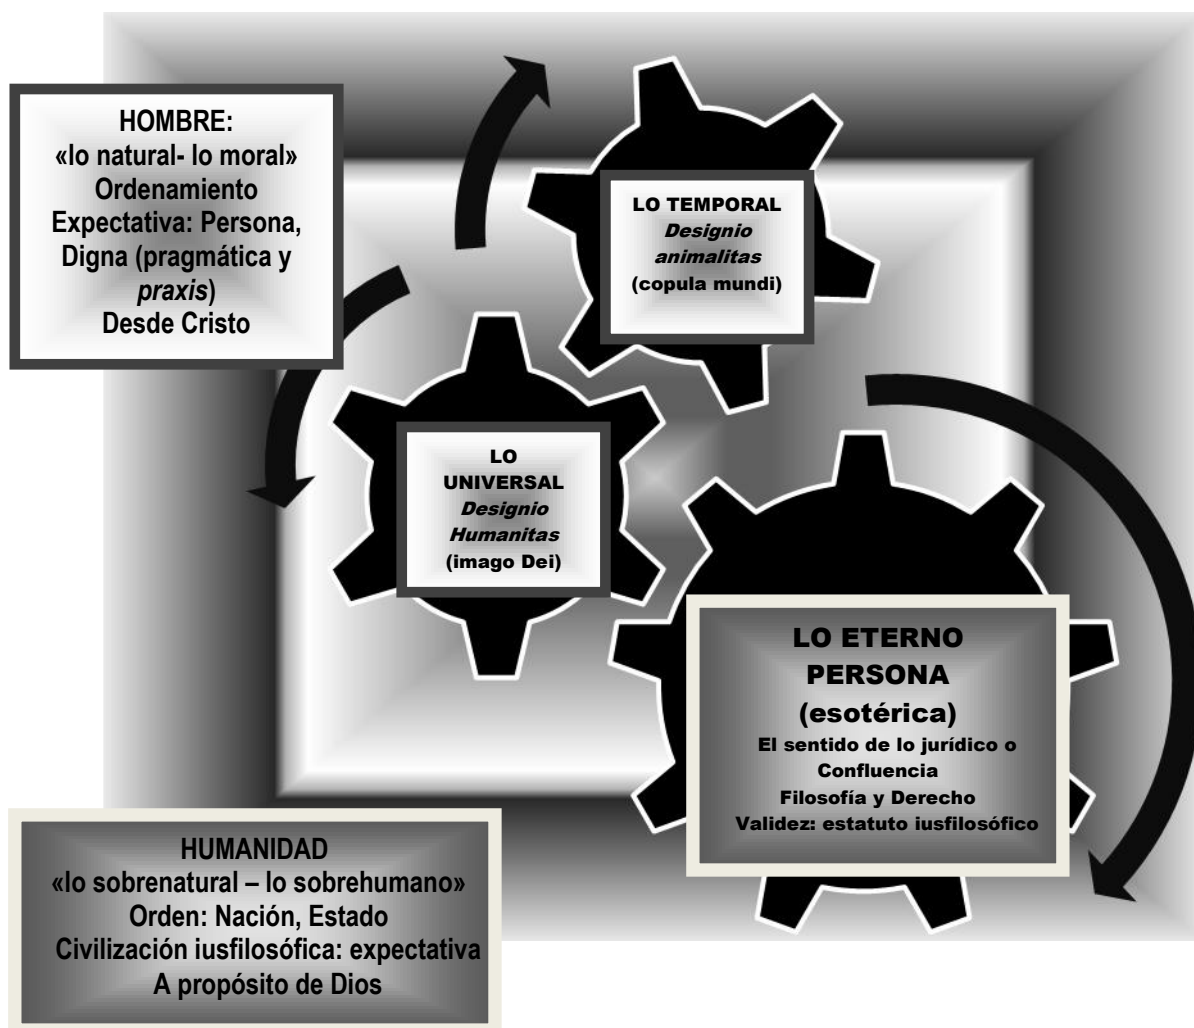 HOMBRE:
«lo natural- lo moral»
Ordenamiento
Expectativa: Persona,
Digna (pragmática y
praxis)
Desde Cristo
LO TEMPORAL
Designio
animalitas
(copula mundi)
LO
UNIVERSAL
Designio
Humanitas
(imago Dei)
LO ETERNO
PERSONA
(esotérica)
El sentido de lo jurídico o
Confluencia
Filosofía y Derecho
Validez: estatuto iusfilosófico
HUMANIDAD
«lo sobrenatural – lo sobrehumano»
Orden: Nación, Estado
Civilización iusfilosófica: expectativa
A propósito de Dios